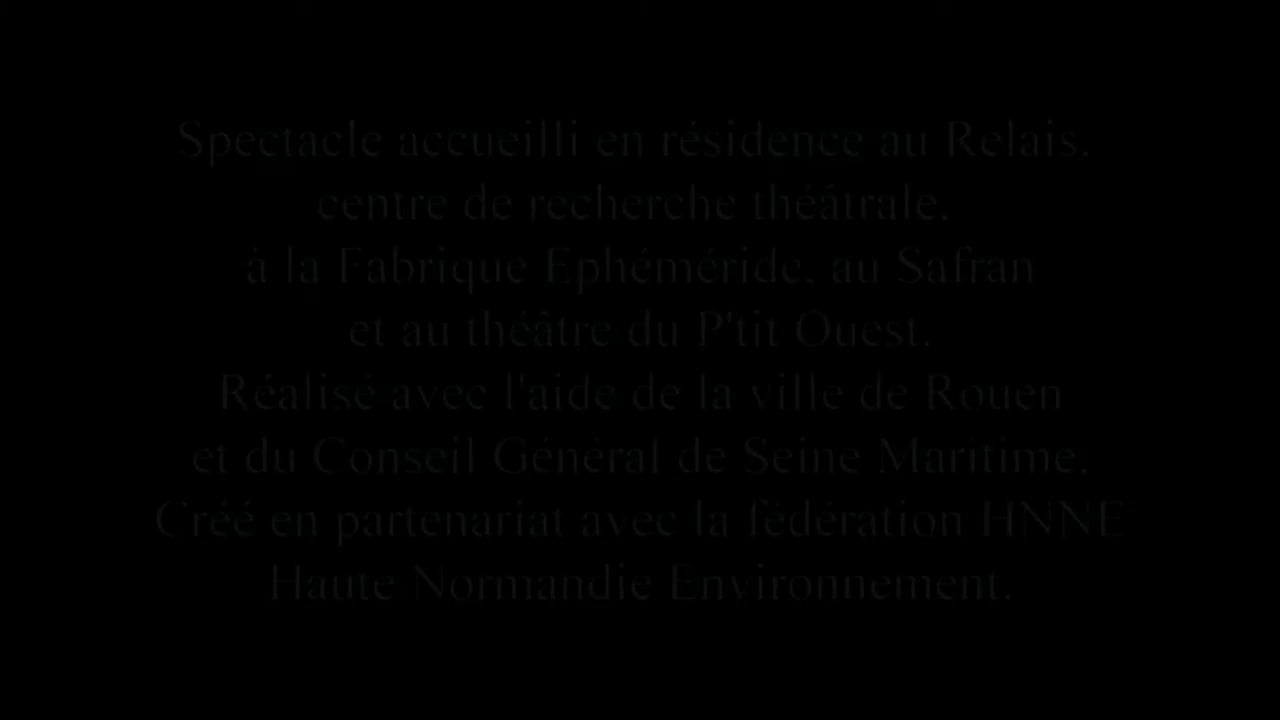 Spectacle accueilli en résidence au Relais,
centre de recherche théâtrale,
à la Fabrique Ephéméride, au Safran
et au théâtre du P'tit Ouest.
Réalisé avec l'aide de la ville de Rouen
et du Conseil Général de Seine Maritime.
Créé en partenariat avec la fédération HNNE
Haute Normandie Environnement.